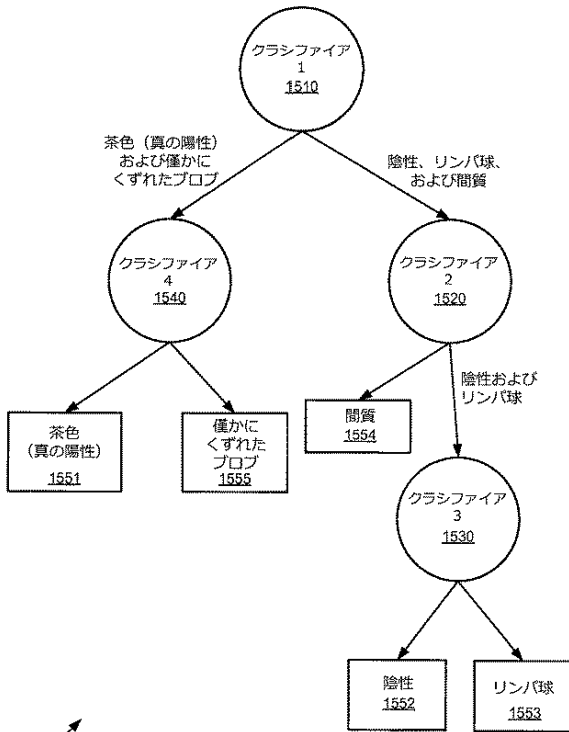 クラシファイア
1
1510
茶色（真の陽性）
および僅かに
くずれたブロブ
陰性、リンパ球、
および間質
クラシファイア
4
1540
クラシファイア
2
1520
陰性および
リンパ球
茶色
（真の陽性）
1551
僅かに
くずれた
ブロブ
1555
間質
1554
クラシファイア
3
1530
陰性
1552
リンパ球
1553